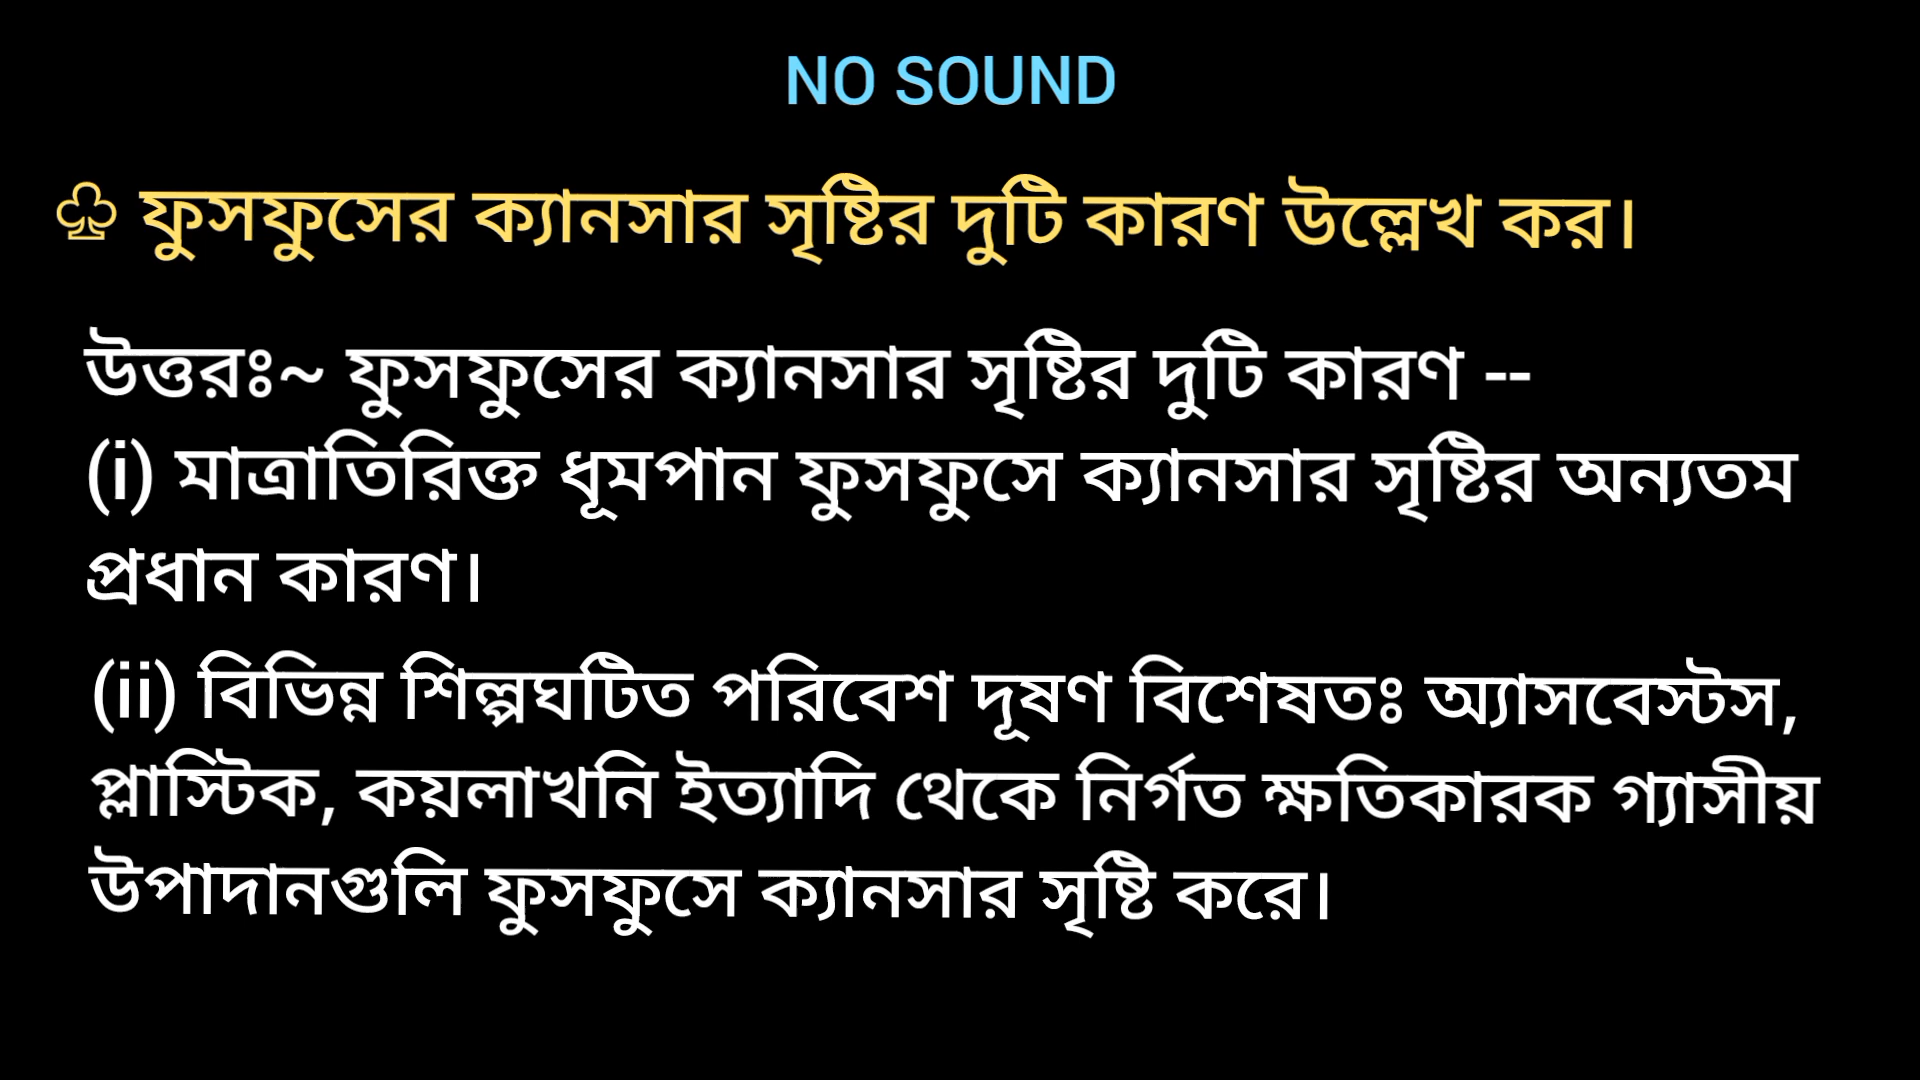 NO SOUND
♧ ফুসফুসের ক্যানসার সৃষ্টির দুটি কারণ উল্লেখ কর।
উত্তরঃ~ ফুসফুসের ক্যানসার সৃষ্টির দুটি কারণ --
(i) মাত্রাতিরিক্ত ধূমপান ফুসফুসে ক্যানসার সৃষ্টির অন্যতম
প্রধান কারণ।
(ii) বিভিন্ন শিল্পঘটিত পরিবেশ দূষণ বিশেষতঃ অ্যাসবেস্টস,
প্লাস্টিক, কয়লাখনি ইত্যাদি থেকে নির্গত ক্ষতিকারক গ্যাসীয়
উপাদানগুলি ফুসফুসে ক্যানসার সৃষ্টি করে।